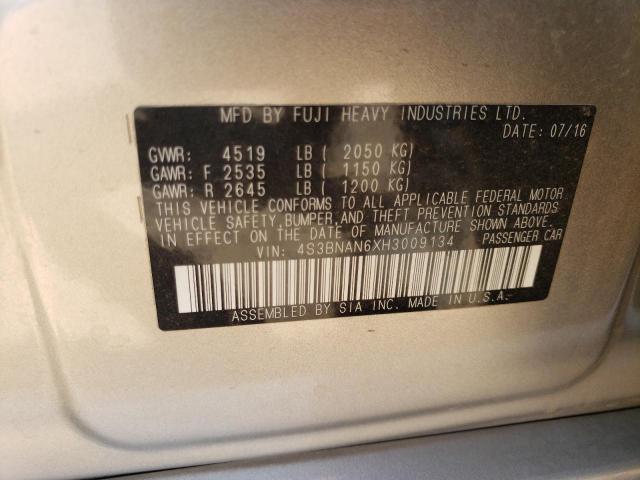 MFD BY FUJI HEAVY INDUSTRIES LTD.
DATE: 07/16
GVWR: 4519 LB ( 2050 KG)
GAWR: F 2535 LB ( 1150 KG)
GAWR: R 2645 LB ( 1200 KG)
THIS VEHICLE CONFORMS TO ALL APPLICABLE FEDERAL MOTOR
VEHICLE SAFETY,BUMPER,AND THEFT PREVENTION STANDARDS
IN EFFECT ON THE DATE OF MANUFACTURE SHOWN ABOVE.
VIN: 4S3BNAN6XH3009134 PASSENGER CAR
ASSEMBLED BY SIA INC. MADE IN U.S.A.